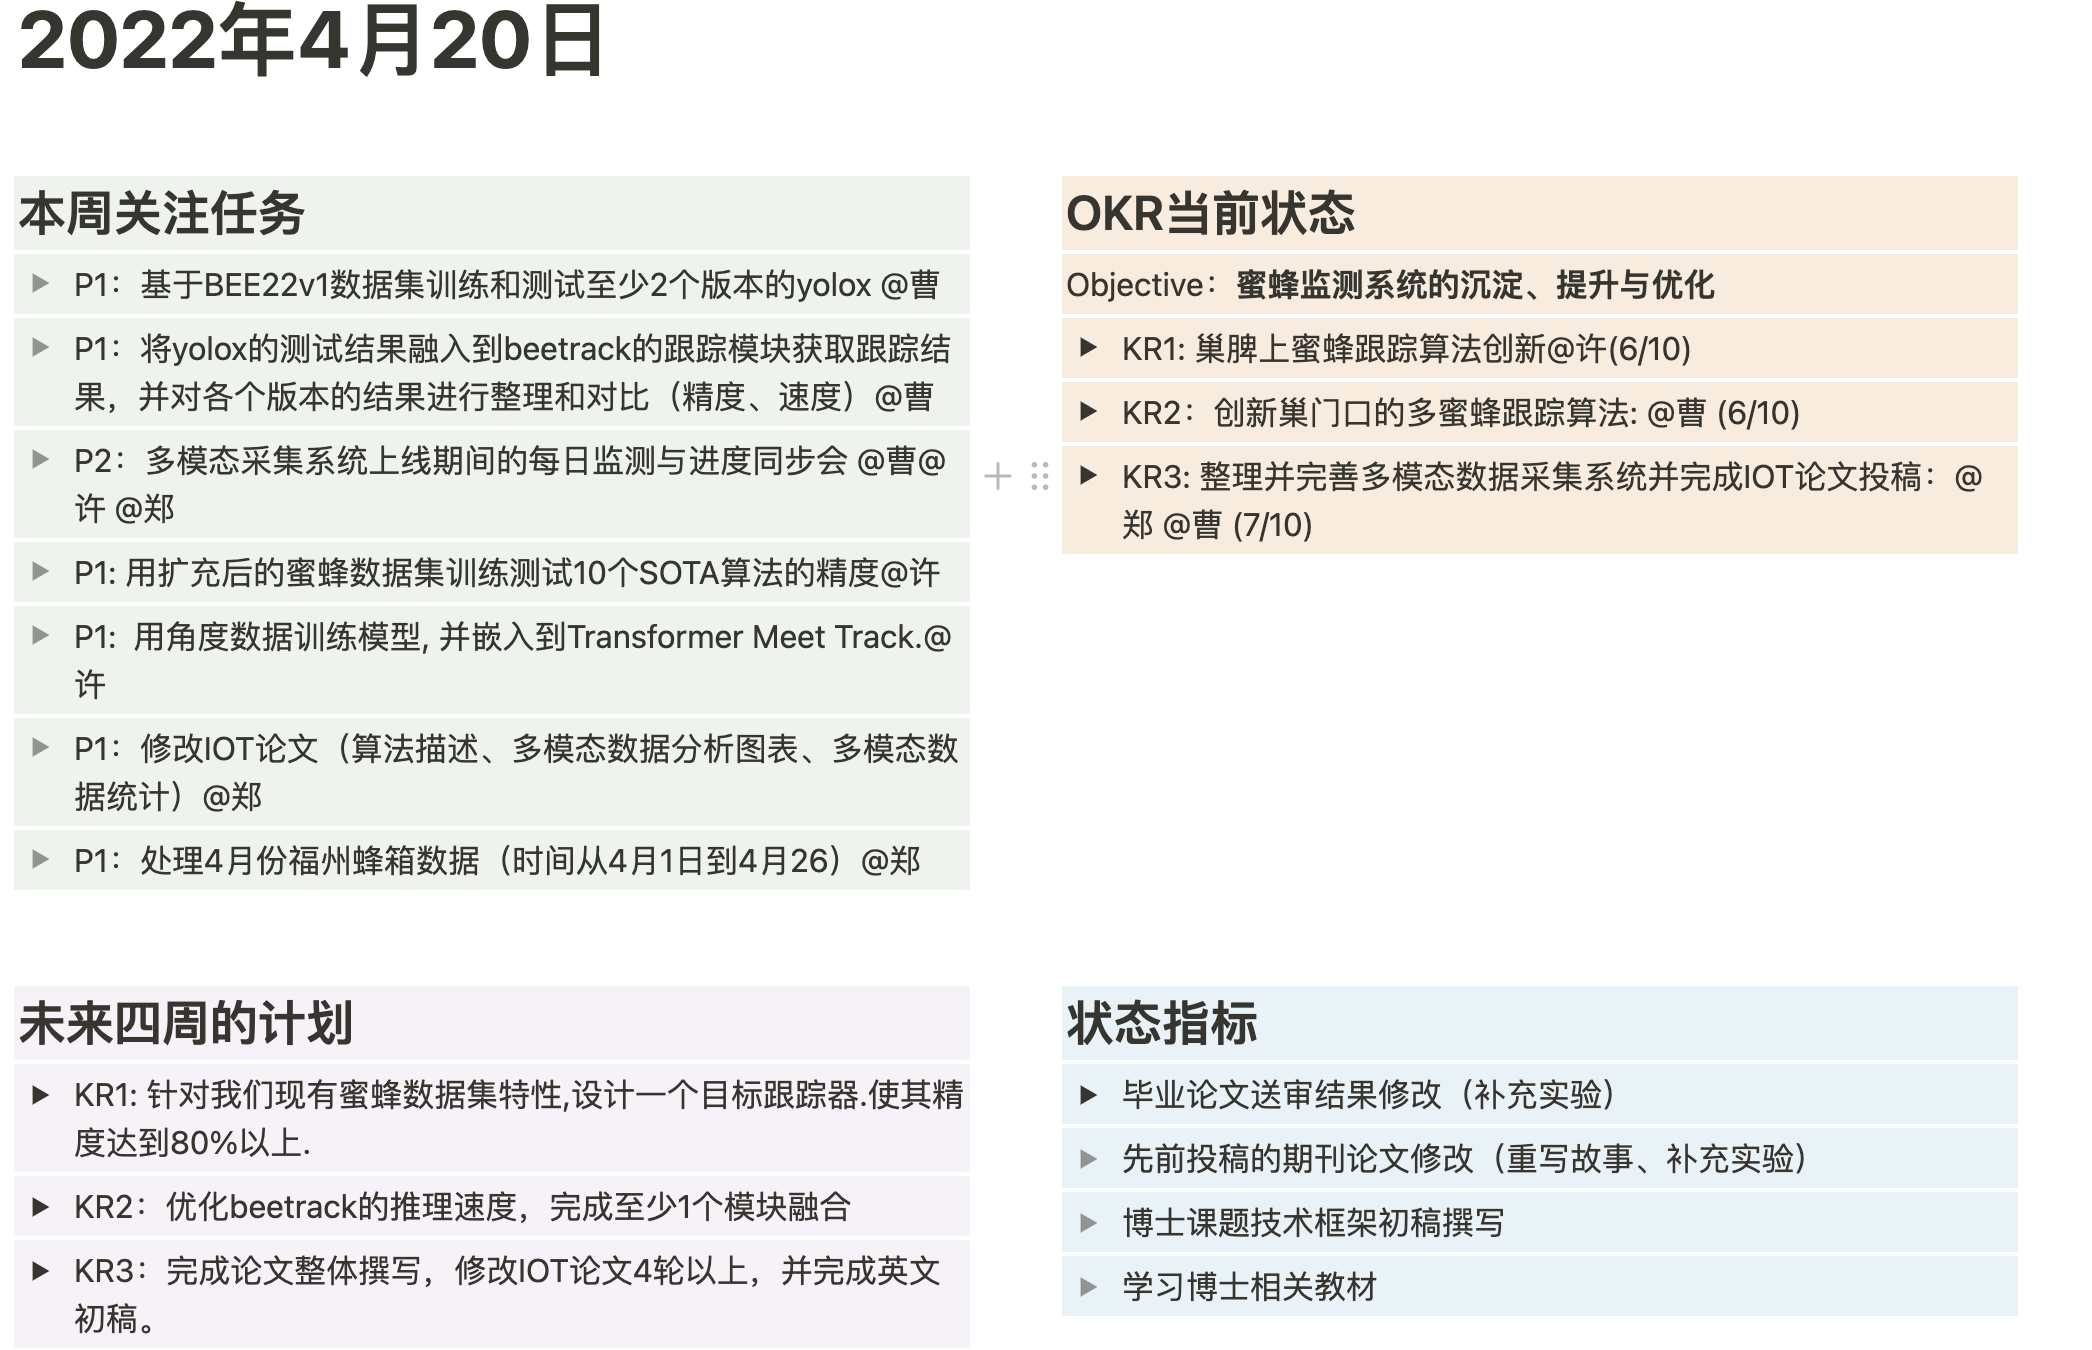 2022年4月20日
本周关注任务
P1：基于BEE22v1数据集训练和测试至少2个版本的yolox @曹
P1：将yolox的测试结果融入到beetrack的跟踪模块获取跟踪结
果，并对各个版本的结果进行整理和对比（精度、速度）@曹
P2：多模态采集系统上线期间的每日监测与进度同步会 @曹@
许 @郑
P1: 用扩充后的蜜蜂数据集训练测试10个SOTA算法的精度@许
P1:  用角度数据训练模型, 并嵌入到Transformer Meet Track.@
许
P1：修改IOT论文（算法描述、多模态数据分析图表、多模态数
据统计）@郑
P1：处理4月份福州蜂箱数据（时间从4月1日到4月26）@郑
OKR当前状态
Objective：蜜蜂监测系统的沉淀、提升与优化
KR1: 巢脾上蜜蜂跟踪算法创新@许(6/10)
KR2：创新巢门口的多蜜蜂跟踪算法: @曹 (6/10)
KR3: 整理并完善多模态数据采集系统并完成IOT论文投稿：@
郑 @曹 (7/10)
未来四周的计划
KR1: 针对我们现有蜜蜂数据集特性,设计一个目标跟踪器.使其精
度达到80%以上.
KR2：优化beetrack的推理速度，完成至少1个模块融合
KR3：完成论文整体撰写，修改IOT论文4轮以上，并完成英文
初稿。
状态指标
毕业论文送审结果修改（补充实验）
先前投稿的期刊论文修改（重写故事、补充实验）
博士课题技术框架初稿撰写
学习博士相关教材